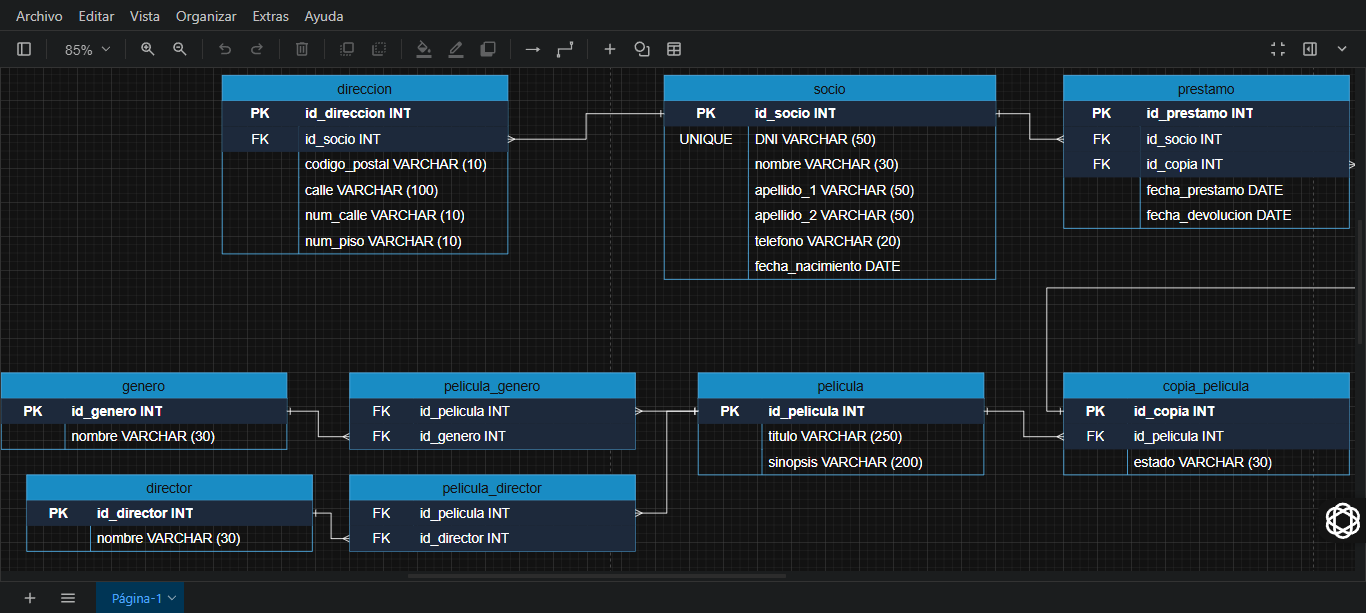 Archivo Editar Vista Organizar Extras Ayuda
85%
direccion
PK id_direccion INT
FK id_socio INT
codigo_postal VARCHAR (10)
calle VARCHAR (100)
num_calle VARCHAR (10)
num_piso VARCHAR (10)
socio
PK id_socio INT
UNIQUE DNI VARCHAR (50)
nombre VARCHAR (30)
apellido_1 VARCHAR (50)
apellido_2 VARCHAR (50)
telefono VARCHAR (20)
fecha_nacimiento DATE
prestamo
PK id_prestamo INT
FK id_socio INT
FK id_copia INT
fecha_prestamo DATE
fecha_devolucion DATE
genero
PK id_genero INT
nombre VARCHAR (30)
pelicula_genero
FK id_pelicula INT
FK id_genero INT
pelicula
PK id_pelicula INT
titulo VARCHAR (250)
sinopsis VARCHAR (200)
copia_pelicula
PK id_copia INT
FK id_pelicula INT
estado VARCHAR (30)
director
PK id_director INT
nombre VARCHAR (30)
pelicula_director
FK id_pelicula INT
FK id_director INT
Página-1